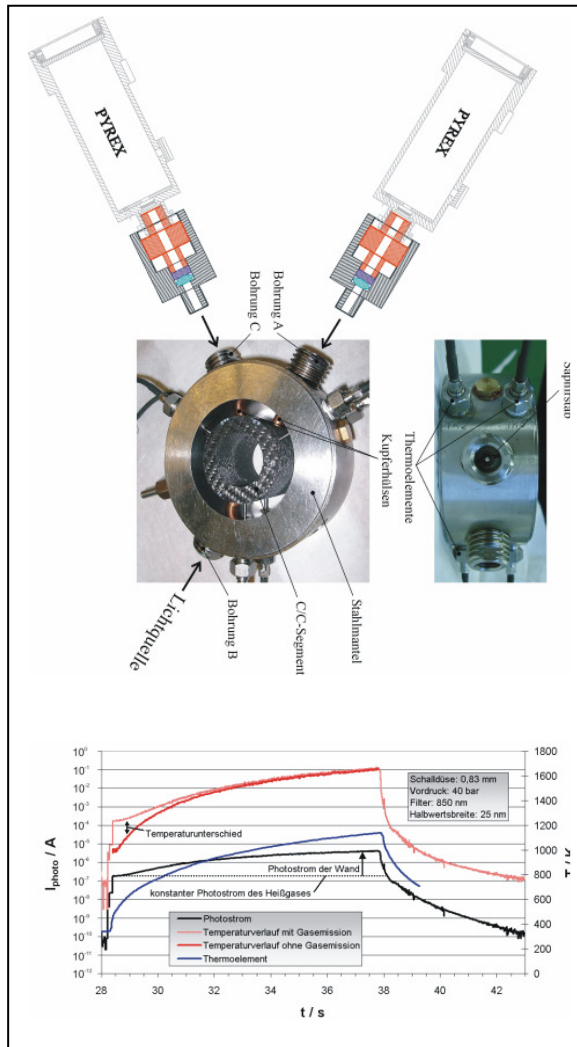 PYREX
PYREX
Bohrung C
Bohrung A
Saphirstab
Thermoelemente
Kupferhülsen
Lichtquelle
Bohrung B
C/C-Segment
Stahlmantel
10⁰
10⁻¹
10⁻²
10⁻³
10⁻⁴
10⁻⁵
10⁻⁶
10⁻⁷
10⁻⁸
10⁻⁹
10⁻¹⁰
10⁻¹¹
10⁻¹²
I photo / A
1800
1600
1400
1200
1000
800
600
400
200
0
T / K
Schalldüse: 0,83 mm
Vordruck: 40 bar
Filter: 850 nm
Halbwertsbreite: 25 nm
Temperaturunterschied
Photostrom der Wand
konstanter Photostrom des Heißgases
Photostrom
Temperaturverlauf mit Gasemission
Temperaturverlauf ohne Gasemission
Thermoelement
28 30 32 34 36 38 40 42
t / s